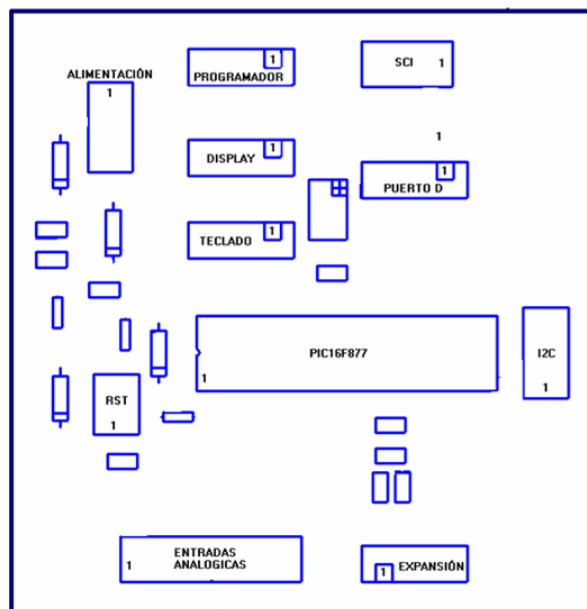 1
PROGRAMADOR
SCI 1
ALIMENTACIÓN
1
1
DISPLAY
1
1
PUERTO D
1
TECLADO
1
PIC16F877
1
I2C
1
RST
1
ENTRADAS
ANALOGICAS
1
EXPANSIÓN
1